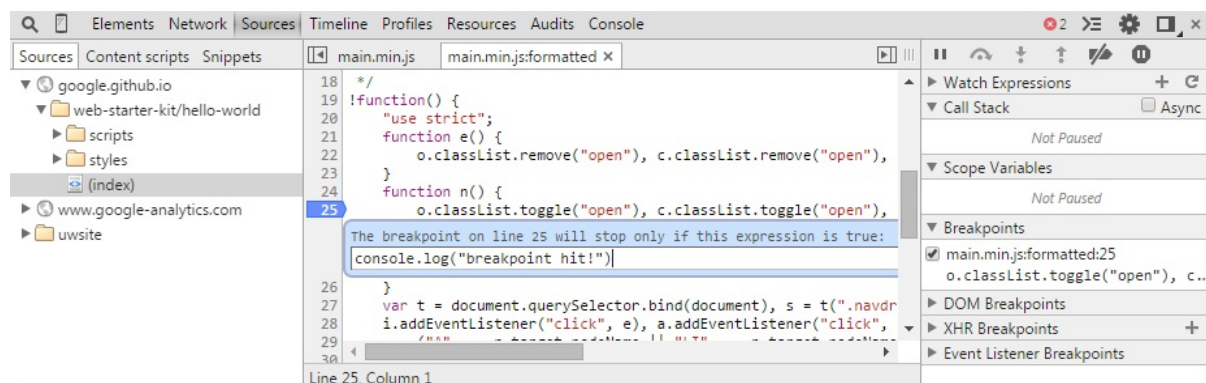 Elements Network Sources Timeline Profiles Resources Audits Console 2
Sources Content scripts Snippets
google.github.io
web-starter-kit/hello-world
scripts
styles
(index)
www.google-analytics.com
uwsite
main.min.js main.min.js:formatted ×
18 */
19 !function() {
20 "use strict";
21 function e() {
22 o.classList.remove("open"), c.classList.remove("open"),
23 }
24 function n() {
25 o.classList.toggle("open"), c.classList.toggle("open"),
The breakpoint on line 25 will stop only if this expression is true:
console.log("breakpoint hit!")
26 }
27 var t = document.querySelector.bind(document), s = t(".navdr
28 i.addEventListener("click", e), a.addEventListener("click",
29
30
Line 25, Column 1
Watch Expressions
Call Stack Async
Not Paused
Scope Variables
Not Paused
Breakpoints
main.min.js:formatted:25
o.classList.toggle("open"), c…
DOM Breakpoints
XHR Breakpoints
Event Listener Breakpoints